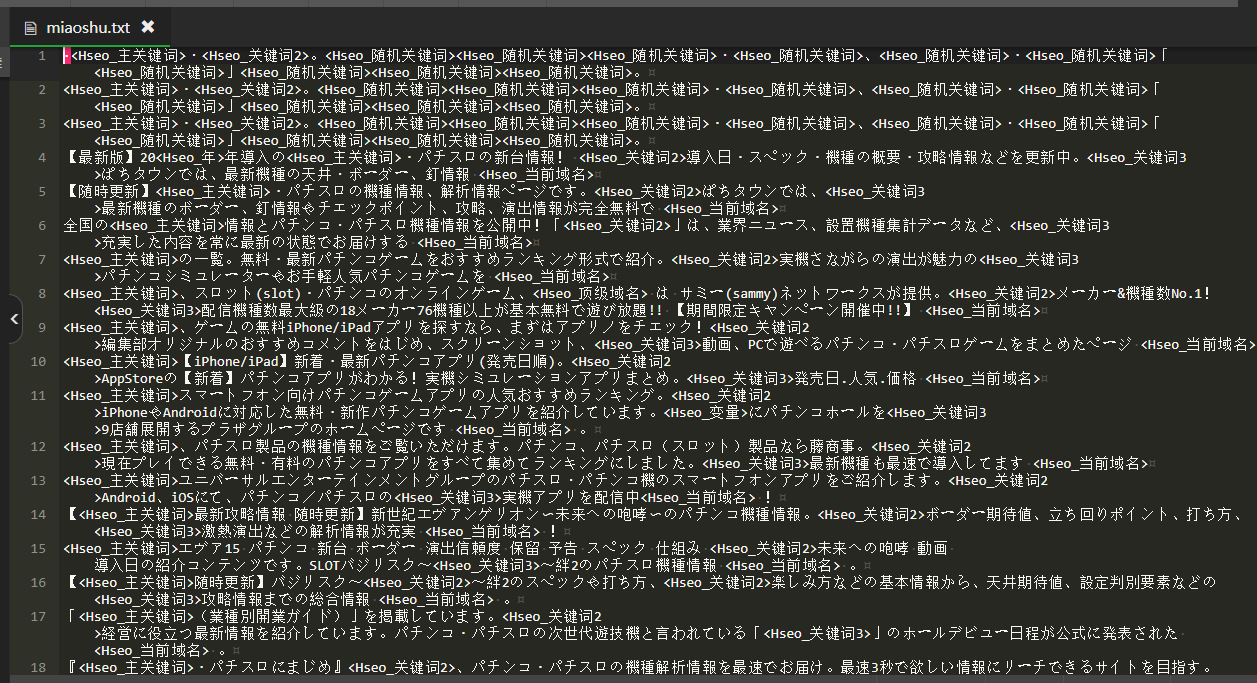 miaoshu.txt
1 <Hseo_主关键词>・<Hseo_关键词2>。<Hseo_随机关键词><Hseo_随机关键词><Hseo_随机关键词>・<Hseo_随机关键词>、<Hseo_随机关键词>・<Hseo_随机关键词>「
<Hseo_随机关键词>」<Hseo_随机关键词><Hseo_随机关键词><Hseo_随机关键词>。
2 <Hseo_主关键词>・<Hseo_关键词2>。<Hseo_随机关键词><Hseo_随机关键词><Hseo_随机关键词>・<Hseo_随机关键词>、<Hseo_随机关键词>・<Hseo_随机关键词>「
<Hseo_随机关键词>」<Hseo_随机关键词><Hseo_随机关键词><Hseo_随机关键词>。
3 <Hseo_主关键词>・<Hseo_关键词2>。<Hseo_随机关键词><Hseo_随机关键词><Hseo_随机关键词>・<Hseo_随机关键词>、<Hseo_随机关键词>・<Hseo_随机关键词>「
<Hseo_随机关键词>」<Hseo_随机关键词><Hseo_随机关键词><Hseo_随机关键词>。
4 【最新版】20<Hseo_年>年導入の<Hseo_主关键词>・パチスロの新台情報! <Hseo_关键词2>導入日・スペック・機種の概要・攻略情報などを更新中。<Hseo_关键词3
>ぱちタウンでは、最新機種の天井・ボーダー、釘情報 <Hseo_当前域名>
5 【随時更新】<Hseo_主关键词>・パチスロの機種情報、解析情報ページです。<Hseo_关键词2>ぱちタウンでは、<Hseo_关键词3
>最新機種のボーダー、釘情報やチェックポイント、攻略、演出情報が完全無料で <Hseo_当前域名>
6 全国の<Hseo_主关键词>情報とパチンコ・パチスロ機種情報を公開中!「<Hseo_关键词2>」は、業界ニュース、設置機種集計データなど、<Hseo_关键词3
>充実した内容を常に最新の状態でお届けする <Hseo_当前域名>
7 <Hseo_主关键词>の一覧。無料・最新パチンコゲームをおすすめランキング形式で紹介。<Hseo_关键词2>実機さながらの演出が魅力の<Hseo_关键词3
>パチンコシミュレーターやお手軽人気パチンコゲームを <Hseo_当前域名>
8 <Hseo_主关键词>、スロット(slot)・パチンコのオンラインゲーム、<Hseo_顶级域名> は サミー(sammy)ネットワークスが提供。<Hseo_关键词2>メーカー&機種数No.1!
<Hseo_关键词3>配信機種数最大級の18メーカー76機種以上が基本無料で遊び放題!!【期間限定キャンペーン開催中!!】 <Hseo_当前域名>
9 <Hseo_主关键词>、ゲームの無料iPhone/iPadアプリを探すなら、まずはアプリノをチェック! <Hseo_关键词2
>編集部オリジナルのおすすめコメントをはじめ、スクリーンショット、<Hseo_关键词3>動画、PCで遊べるパチンコ・パチスロゲームをまとめたページ <Hseo_当前域名>
10 <Hseo_主关键词>【iPhone/iPad】新着・最新パチンコアプリ(発売日順)。<Hseo_关键词2
>AppStoreの【新着】パチンコアプリがわかる! 実機シミュレーションアプリまとめ。<Hseo_关键词3>発売日.人気.価格 <Hseo_当前域名>
11 <Hseo_主关键词>スマートフォン向けパチンコゲームアプリの人気おすすめランキング。<Hseo_关键词2
>iPhoneやAndroidに対応した無料・新作パチンコゲームアプリを紹介しています。<Hseo_变量>にパチンコホールを<Hseo_关键词3
>9店舗展開するプラザグループのホームページです <Hseo_当前域名> 。
12 <Hseo_主关键词>、パチスロ製品の機種情報をご覧いただけます。パチンコ、パチスロ(スロット)製品なら藤商事。<Hseo_关键词2
>現在プレイできる無料・有料のパチンコアプリをすべて集めてランキングにしました。<Hseo_关键词3>最新機種も最速で導入してます <Hseo_当前域名>
13 <Hseo_主关键词>ユニバーサルエンターテインメントグループのパチスロ・パチンコ機のスマートフオンアプリをご紹介します。<Hseo_关键词2
>Android、iOSにて、パチンコ/パチスロの<Hseo_关键词3>実機アプリを配信中<Hseo_当前域名> !
14 【<Hseo_主关键词>最新攻略情報 随時更新】新世紀エヴァンゲリオン~未来への咆哮~のパチンコ機種情報。<Hseo_关键词2>ボーダー期待値、立ち回りポイント、打ち方、
<Hseo_关键词3>激熱演出などの解析情報が充実 <Hseo_当前域名> !
15 <Hseo_主关键词>エヴァ15 パチンコ 新台 ボーダー 演出信頼度 保留 予告 スペック 仕組み <Hseo_关键词2>未来への咆哮 動画
導入日の紹介コンテンツです。SLOTバジリスク~<Hseo_关键词3>~絆2のパチスロ機種情報 <Hseo_当前域名> 。
16 【<Hseo_主关键词>随時更新】バジリスク~<Hseo_关键词2>~絆2のスペックや打ち方、<Hseo_关键词2>楽しみ方などの基本情報から、天井期待値、設定判別要素などの
<Hseo_关键词3>攻略情報までの総合情報 <Hseo_当前域名> 。
17 「<Hseo_主关键词>(業種別開業ガイド)」を掲載しています。<Hseo_关键词2
>経営に役立つ最新情報を紹介しています。パチンコ・パチスロの次世代遊技機と言われている「<Hseo_关键词3>」のホールデビュー日程が公式に発表された
<Hseo_当前域名> 。
18 『<Hseo_主关键词>・パチスロにまじめ』<Hseo_关键词2>、パチンコ・パチスロの機種解析情報を最速でお届け。最速3秒で欲しい情報にリーチできるサイトを目指す。